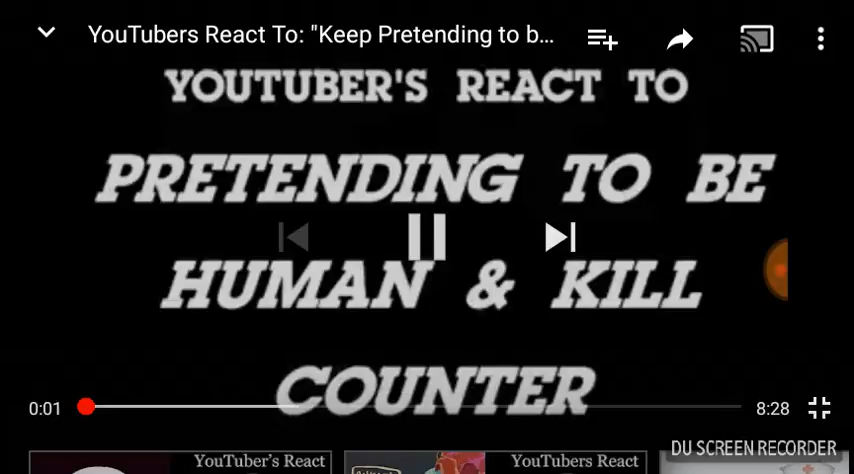 YouTubers React To: "Keep Pretending to b...
YOUTUBER'S REACT TO
PRETENDING TO BE
HUMAN & KILL
COUNTER
0:01
8:28
DU SCREEN RECORDER
YouTuber's React
YouTubers React